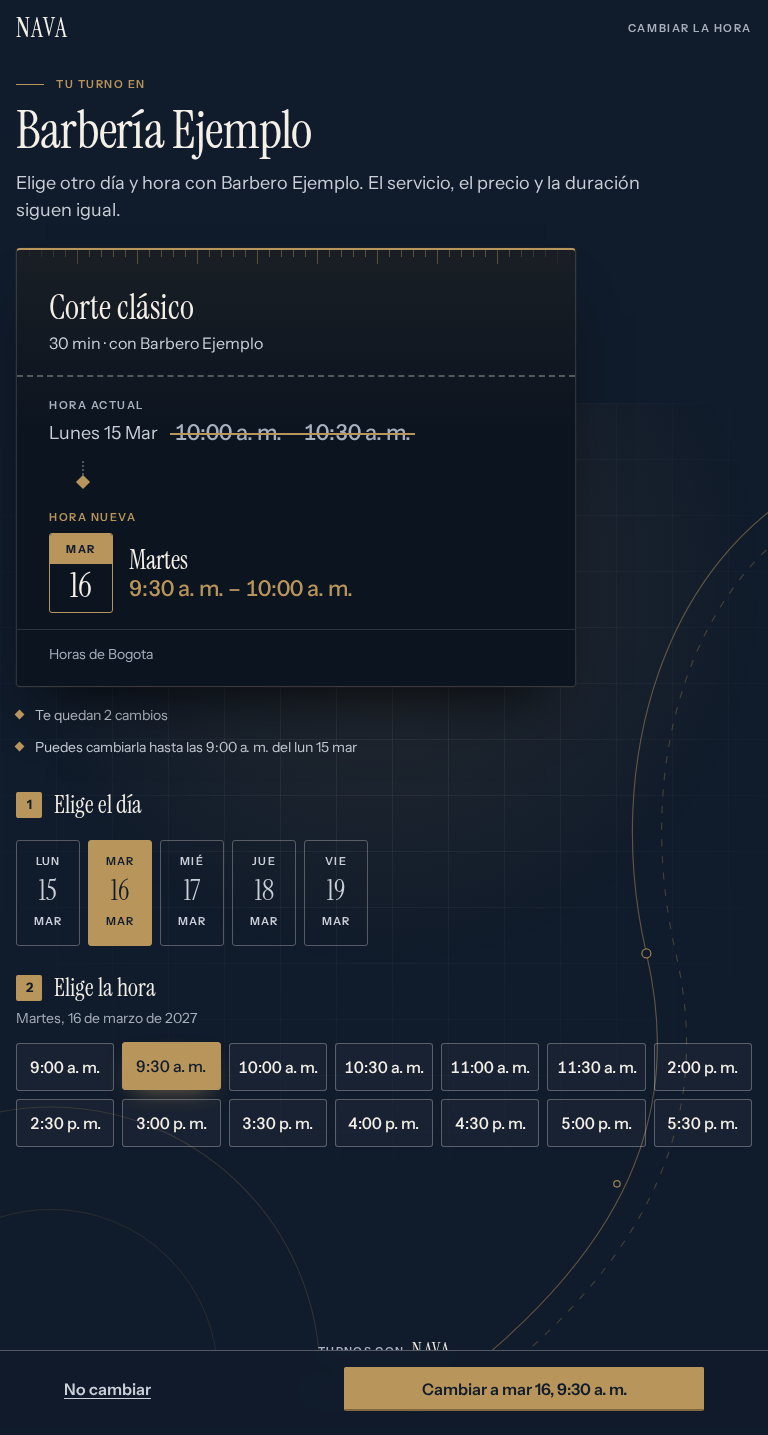 NAVA
CAMBIAR LA HORA
TU TURNO EN
Barbería Ejemplo
Elige otro día y hora con Barbero Ejemplo. El servicio, el precio y la duración
siguen igual.
Corte clásico
30 min · con Barbero Ejemplo
HORA ACTUAL
Lunes 15 Mar 10:00 a. m. – 10:30 a. m.
HORA NUEVA
MAR
16
Martes
9:30 a. m. – 10:00 a. m.
Horas de Bogota
Te quedan 2 cambios
Puedes cambiarla hasta las 9:00 a. m. del lun 15 mar
1 Elige el día
LUN MAR MIÉ JUE VIE
15 16 17 18 19
MAR MAR MAR MAR MAR
2 Elige la hora
Martes, 16 de marzo de 2027
9:00 a. m. 9:30 a. m. 10:00 a. m. 10:30 a. m. 11:00 a. m. 11:30 a. m. 2:00 p. m.
2:30 p. m. 3:00 p. m. 3:30 p. m. 4:00 p. m. 4:30 p. m. 5:00 p. m. 5:30 p. m.
TURNOS CON NAVA
No cambiar
Cambiar a mar 16, 9:30 a. m.